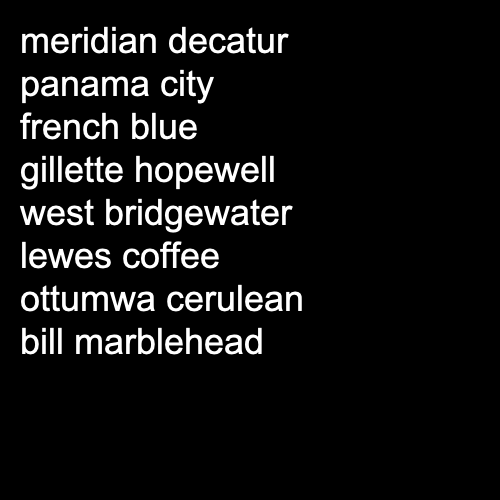 meridian decatur
panama city
french blue
gillette hopewell
west bridgewater
lewes coffee
ottumwa cerulean
bill marblehead